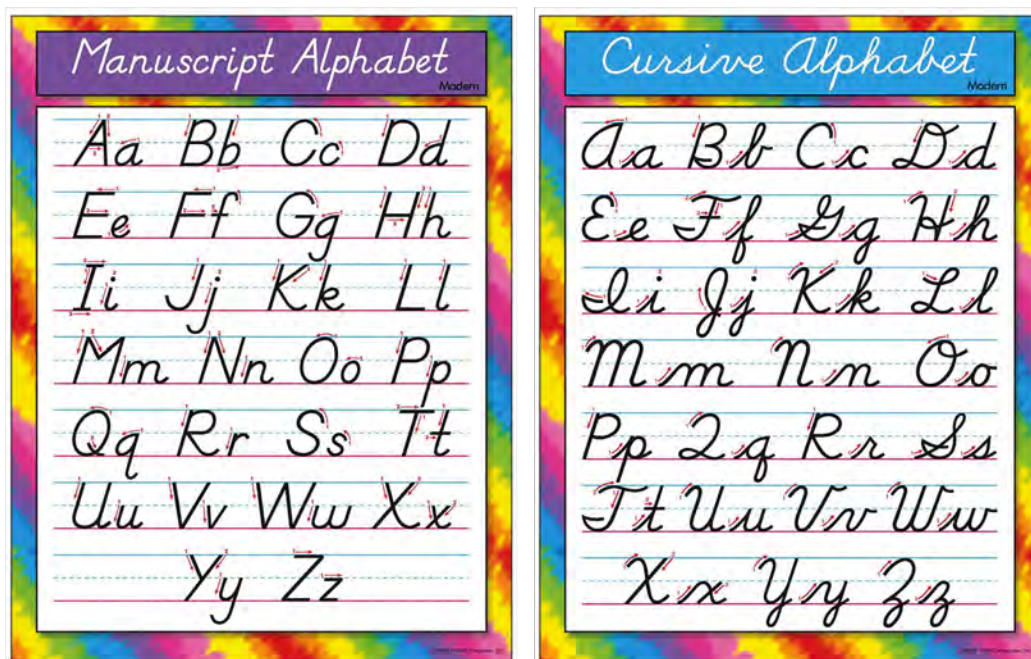 Manuscript Alphabet
Modern
Aa Bb Cc Dd
Ee Ff Gg Hh
Ii Jj Kk Ll
Mm Nn Oo Pp
Qq Rr Ss Tt
Uu Vv Ww Xx
Yy Zz
Cursive Alphabet
Modern
Aa Bb Cc Dd
Ee Ff Gg Hh
Ii Jj Kk Ll
Mm Nn Oo
Pp Qq Rr Ss
Tt Uu Vv Ww
Xx Yy Zz